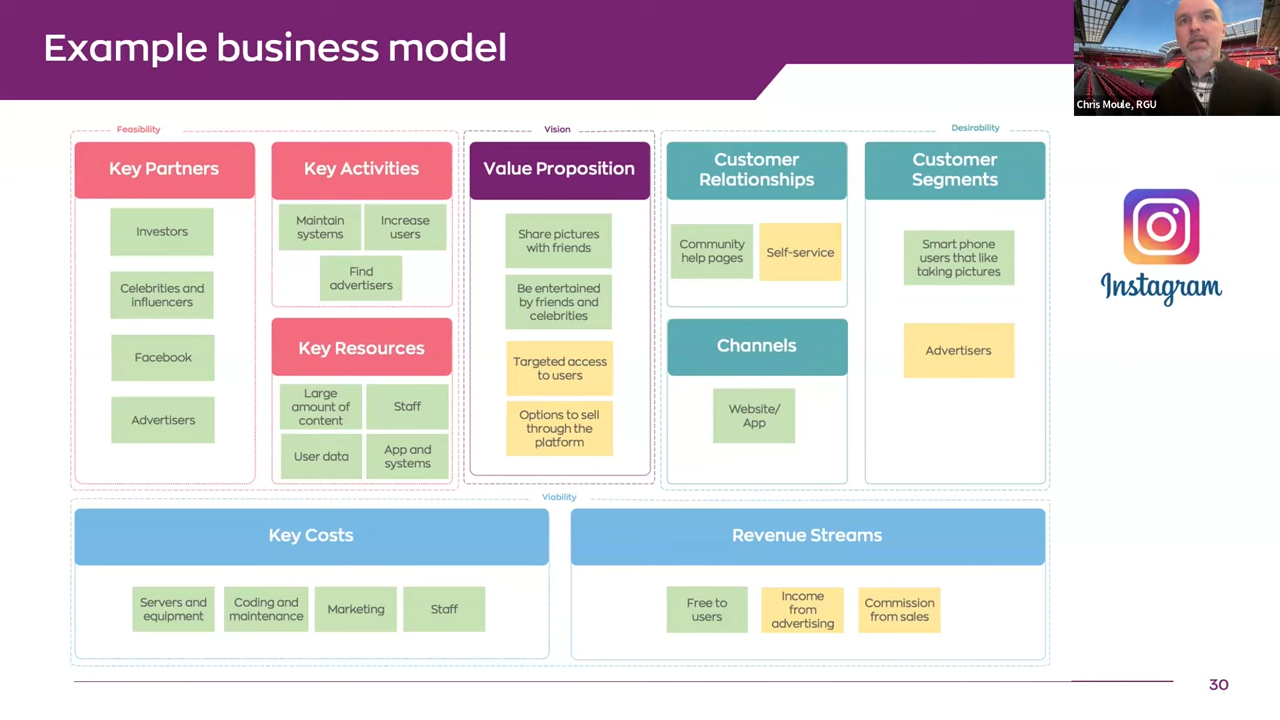 Example business model
Chris Moule, RGU
Feasibility
Vision
Desirability
Key Partners
Investors
Celebrities and
influencers
Facebook
Advertisers
Key Activities
Maintain
systems
Increase
users
Find
advertisers
Key Resources
Large
amount of
content
Staff
User data
App and
systems
Value Proposition
Share pictures
with friends
Be entertained
by friends and
celebrities
Targeted access
to users
Options to sell
through the
platform
Customer
Relationships
Community
help pages
Self-service
Channels
Website/
App
Customer
Segments
Smart phone
users that like
taking pictures
Advertisers
Instagram
Viability
Key Costs
Servers and
equipment
Coding and
maintenance
Marketing
Staff
Revenue Streams
Free to
users
Income
from
advertising
Commission
from sales
30